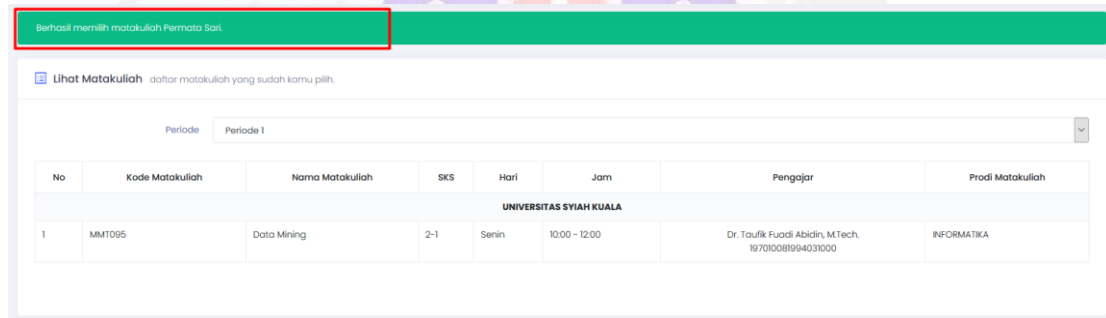 Berhasil memilih matakuliah Permata Sari.
Lihat Matakuliah daftar matakuliah yang sudah kamu pilih.
Periode Periode 1
No Kode Matakuliah Nama Matakuliah SKS Hari Jam Pengajar Prodi Matakuliah
UNIVERSITAS SYIAH KUALA
1 MMT095 Data Mining 2-1 Senin 10:00 - 12:00 Dr. Taufik Fuadi Abidin, M.Tech. INFORMATIKA
197010081994031000